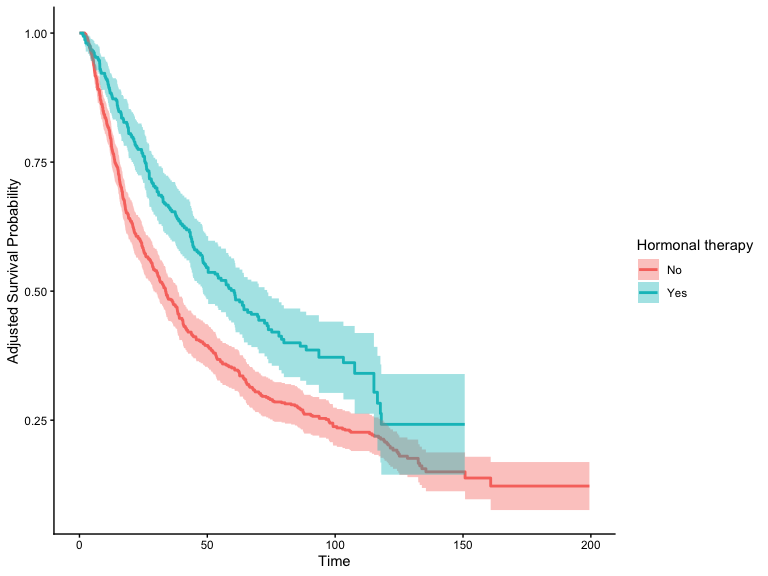 1.00
0.75
0.50
0.25
Adjusted Survival Probability
0 50 100 150 200
Time
Hormonal therapy
No
Yes